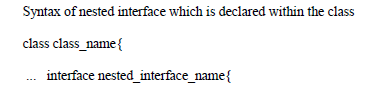 Syntax of nested interface which is declared within the class
class class_name{
... interface nested_interface_name{